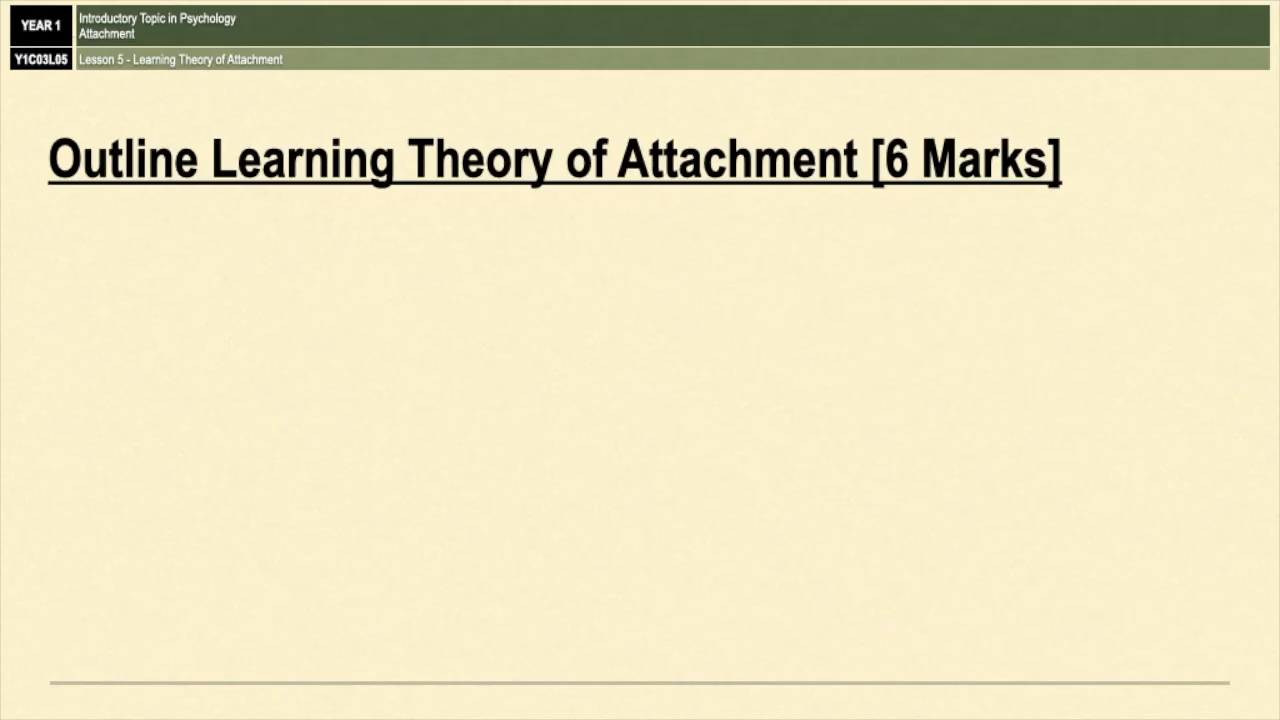 YEAR 1
Introductory Topic in Psychology
Attachment
Y1C03L05
Lesson 5 - Learning Theory of Attachment
Outline Learning Theory of Attachment [6 Marks]